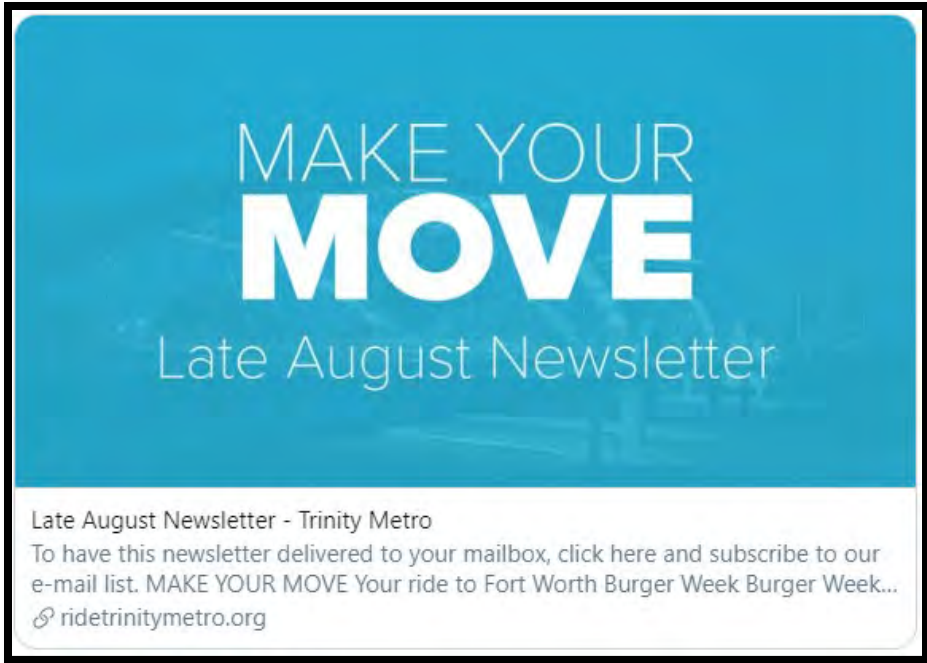 MAKE YOUR
MOVE
Late August Newsletter
Late August Newsletter - Trinity Metro
To have this newsletter delivered to your mailbox, click here and subscribe to our
e-mail list. MAKE YOUR MOVE Your ride to Fort Worth Burger Week Burger Week...
ridetrinitymetro.org